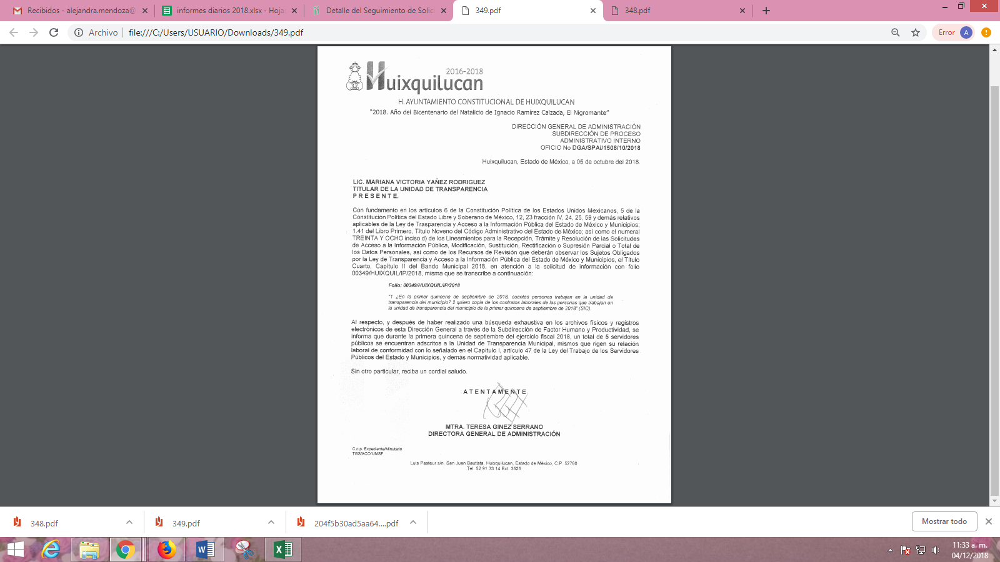 Recibidos - alejandra.mendoza@
informes diarios 2018.xlsx - Hoja
Detalle del Seguimiento de Solic
349.pdf
348.pdf
Archivo
file:///C:/Users/USUARIO/Downloads/349.pdf
Error
A
2016-2018
Huixquilucan
H. AYUNTAMIENTO CONSTITUCIONAL DE HUIXQUILUCAN
"2018. Año del Bicentenario del Natalicio de Ignacio Ramírez Calzada, El Nigromante"
DIRECCIÓN GENERAL DE ADMINISTRACIÓN
SUBDIRECCIÓN DE PROCESO
ADMINISTRATIVO INTERNO
OFICIO No DGA/SPAI/1508/10/2018
Huixquilucan, Estado de México, a 05 de octubre del 2018.
LIC. MARIANA VICTORIA YAÑEZ RODRIGUEZ
TITULAR DE LA UNIDAD DE TRANSPARENCIA
P R E S E N T E.
Con fundamento en los artículos 6 de la Constitución Política de los Estados Unidos Mexicanos, 5 de la
Constitución Política del Estado Libre y Soberano de México, 12, 23 fracción IV, 24, 25, 59 y demás relativos
aplicables de la Ley de Trasparencia y Acceso a la Información Pública del Estado de México y Municipios;
1.41 del Libro Primero, Título Noveno del Código Administrativo del Estado de México; así como el numeral
TREINTA Y OCHO inciso d) de los Lineamientos para la Recepción, Trámite y Resolución de las Solicitudes
de Acceso a la Información Pública, Modificación, Sustitución, Rectificación o Supresión Parcial o Total de
los Datos Personales, así como de los Recursos de Revisión que deberán observar los Sujetos Obligados
por la Ley de Transparencia y Acceso a la Información Pública del Estado de México y Municipios, el Título
Cuarto, Capítulo II del Bando Municipal 2018, en atención a la solicitud de información con folio
00349/HUIXQUIL/IP/2018, misma que se transcribe a continuación:
Folio: 00349/HUIXQUIL/IP/2018
"1 ¿En la primer quincena de septiembre de 2018, cuantas personas trabajan en la unidad de
transparencia del municipio? 2 quiero copia de los contratos laborales de las personas que trabajan en
la unidad de transparencia del municipio de la primer quincena de septiembre de 2018" (SIC).
Al respecto, y después de haber realizado una búsqueda exhaustiva en los archivos físicos y registros
electrónicos de esta Dirección General a través de la Subdirección de Factor Humano y Productividad, se
informa que durante la primera quincena de septiembre del ejercicio fiscal 2018, un total de 5 servidores
públicos se encuentran adscritos a la Unidad de Transparencia Municipal, mismos que rigen su relación
laboral de conformidad con lo señalado en el Capítulo I, artículo 47 de la Ley del Trabajo de los Servidores
Públicos del Estado y Municipios, y demás normatividad aplicable.
Sin otro particular, reciba un cordial saludo.
A T E N T A M E N T E
MTRA. TERESA GINEZ SERRANO
DIRECTORA GENERAL DE ADMINISTRACIÓN
C.c.p. Expediente/Minutario
TGS/ACO/UMSF
Luis Pasteur s/n, San Juan Bautista, Huixquilucan, Estado de México, C.P. 52760
Tel. 52 91 33 14 Ext. 3525
348.pdf
349.pdf
204f5b30ad5aa64....pdf
Mostrar todo
11:33 a. m.
04/12/2018